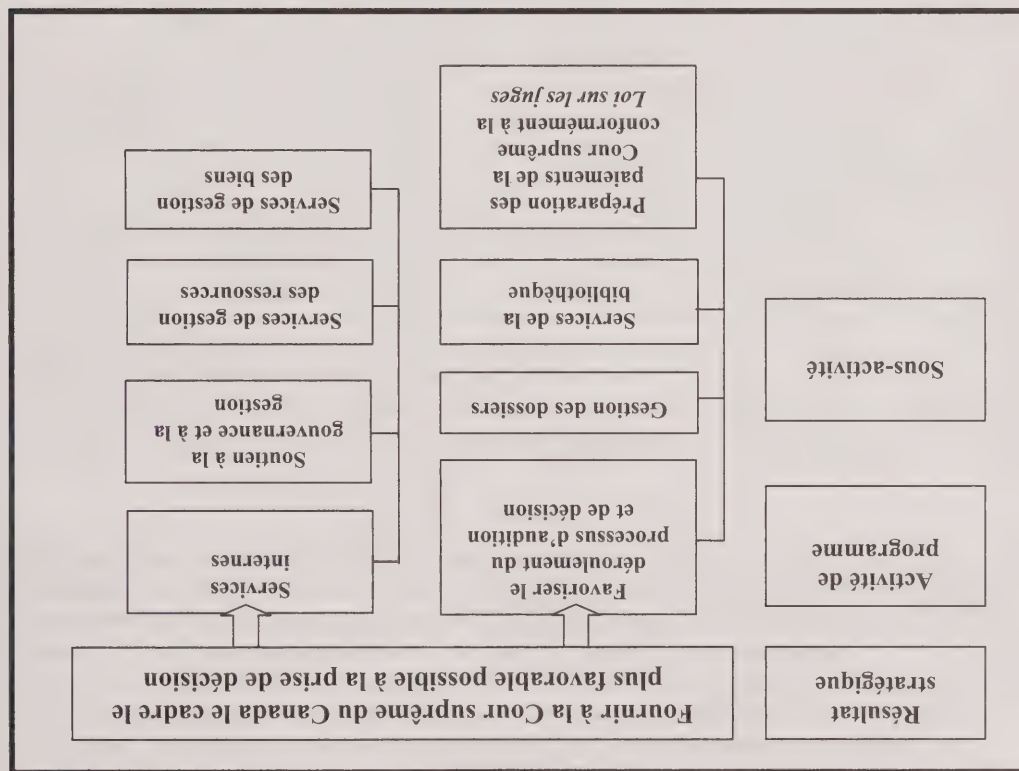 Résultat
stratégique
Fournir à la Cour suprême du Canada le cadre le
plus favorable possible à la prise de décision
Activité de
programme
Favoriser le
déroulement du
processus d'audition
et de décision
Services
internes
Sous-activité
Gestion des dossiers
Services de la
bibliothèque
Préparation des
paiements de la
Cour suprême
conformément à la
Loi sur les juges
Soutien à la
gouvernance et à la
gestion
Services de gestion
des ressources
Services de gestion
des biens